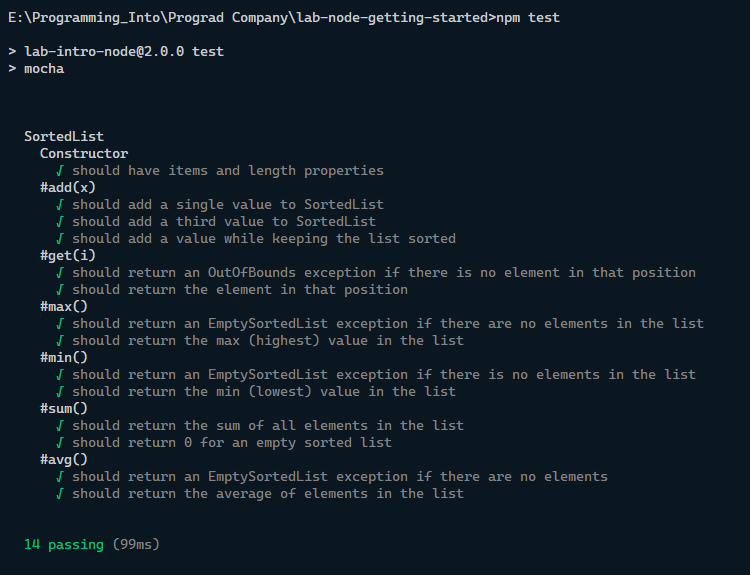 E:\Programming_Into\Prograd Company\lab-node-getting-started>npm test
> lab-intro-node@2.0.0 test
> mocha
SortedList
Constructor
√ should have items and length properties
#add(x)
√ should add a single value to SortedList
√ should add a third value to SortedList
√ should add a value while keeping the list sorted
#get(i)
√ should return an OutOfBounds exception if there is no element in that position
√ should return the element in that position
#max()
√ should return an EmptySortedList exception if there are no elements in the list
√ should return the max (highest) value in the list
#min()
√ should return an EmptySortedList exception if there is no elements in the list
√ should return the min (lowest) value in the list
#sum()
√ should return the sum of all elements in the list
√ should return 0 for an empty sorted list
#avg()
√ should return an EmptySortedList exception if there are no elements
√ should return the average of elements in the list
14 passing (99ms)